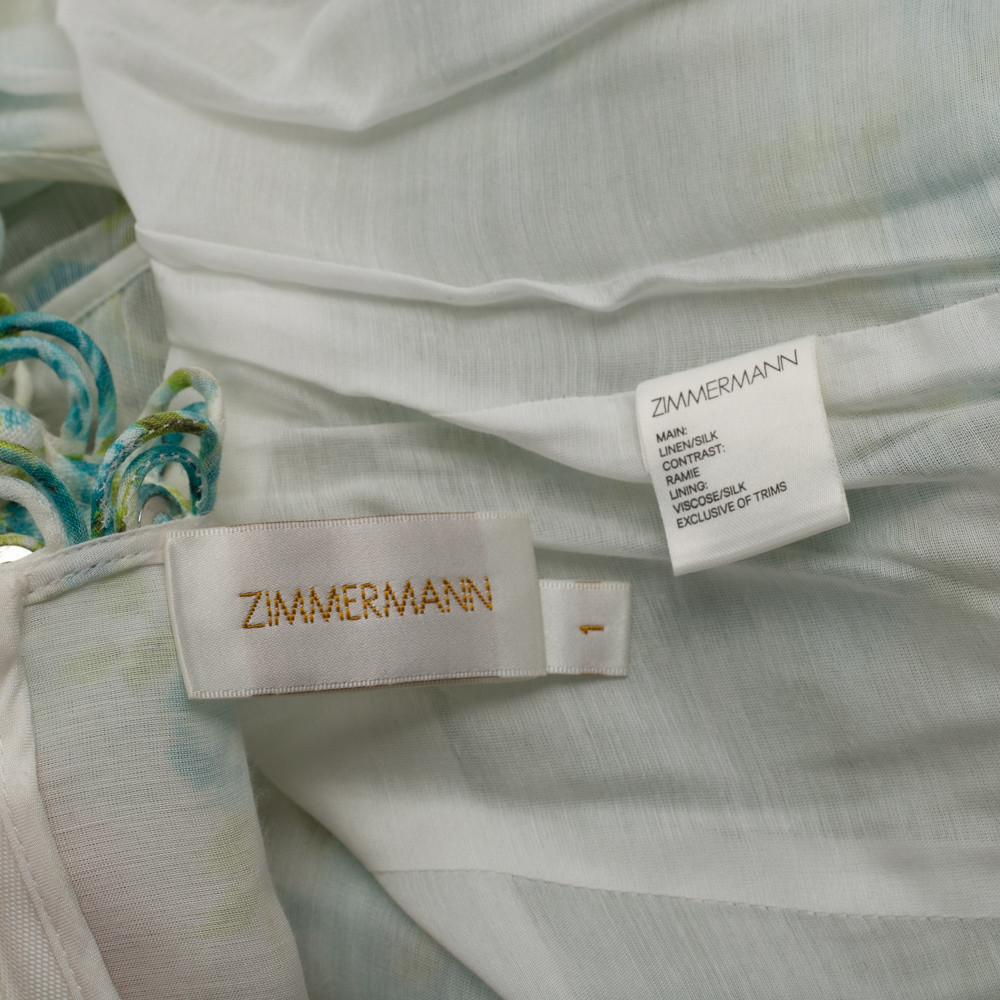 ZIMMERMANN
MAIN:
LINEN/SILK
CONTRAST:
RAMIE
LINING:
VISCOSE/SILK
EXCLUSIVE OF TRIMS
ZIMMERMANN
1